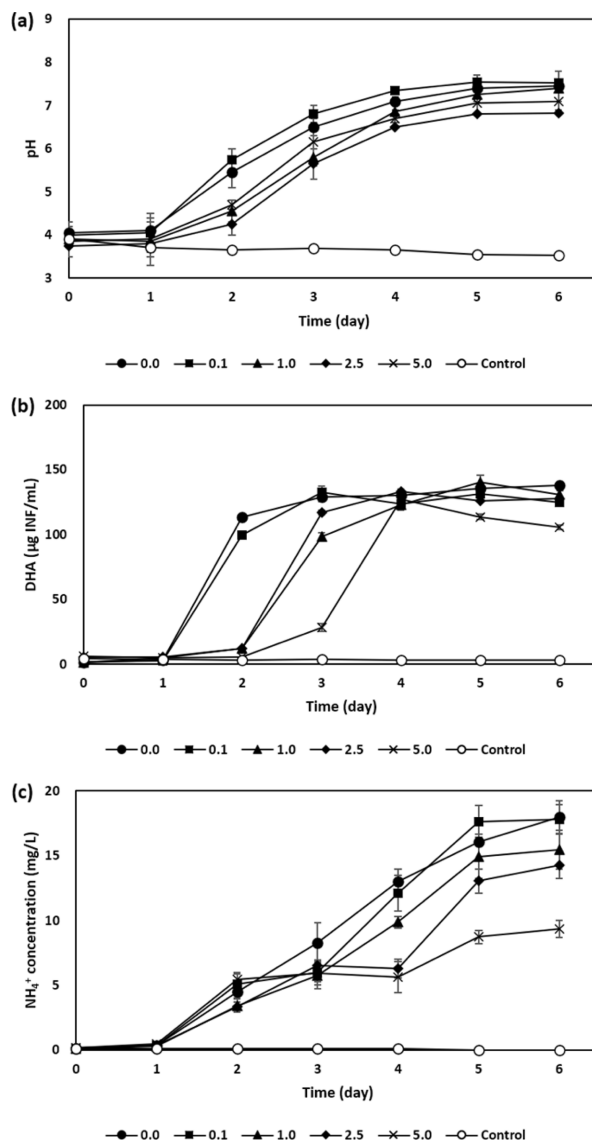 (a)
9
8
7
6
5
4
3
pH
0 1 2 3 4 5 6
Time (day)
0.0 0.1 1.0 2.5 5.0 Control
(b)
200
150
100
50
0
DHA (µg INF/mL)
0 1 2 3 4 5 6
Time (day)
0.0 0.1 1.0 2.5 5.0 Control
(c)
20
15
10
5
0
NH₄⁺ concentration (mg/L)
0 1 2 3 4 5 6
Time (day)
0.0 0.1 1.0 2.5 5.0 Control